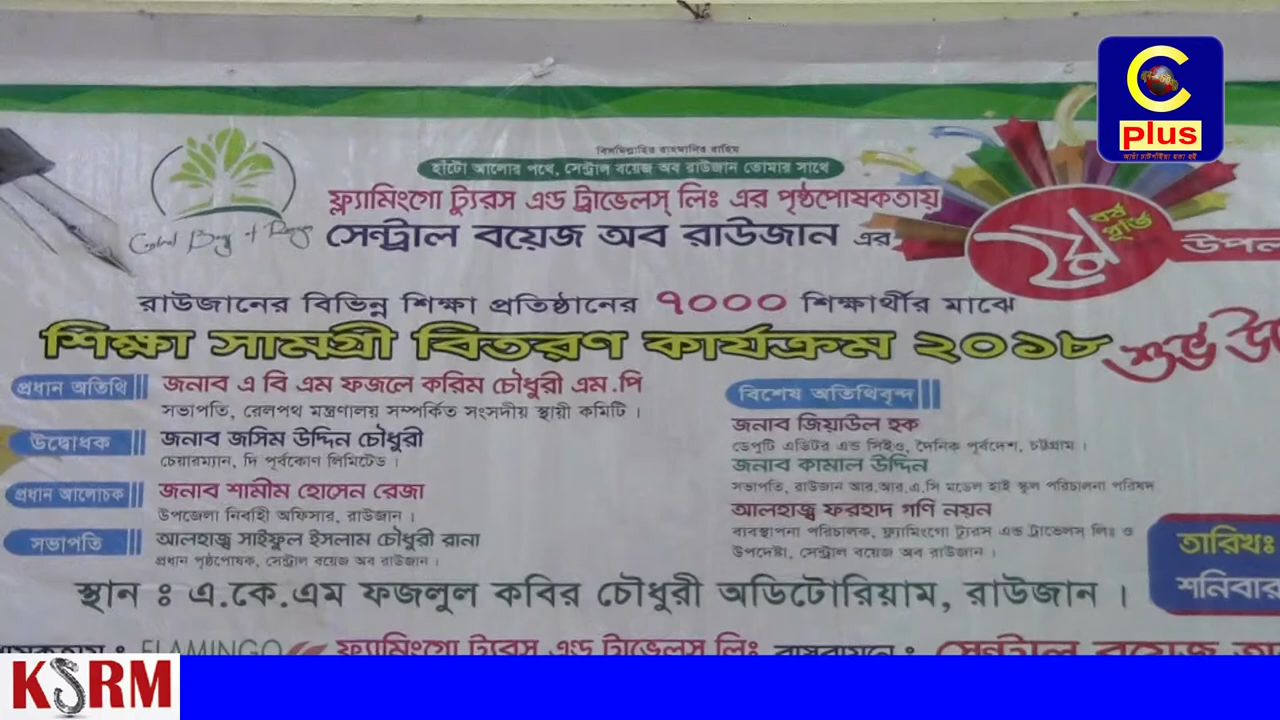 C
plus
বিসমিল্লাহির রাহমানির রাহিম
হাঁটো আলোর পথে, সেন্ট্রাল বয়েজ অব রাউজান তোমার সাথে
ফ্ল্যামিংগো ট্যুরস এন্ড ট্রাভেলস্ লিঃ এর পৃষ্ঠপোষকতায়
সেন্ট্রাল বয়েজ অব রাউজান এর
২য় বর্ষ পূর্তি
রাউজানের বিভিন্ন শিক্ষা প্রতিষ্ঠানের ৭০০০ শিক্ষার্থীর মাঝে
শিক্ষা সামগ্রী বিতরণ কার্যক্রম ২০১৮ শুভ
প্রধান অতিথি জনাব এ বি এম ফজলে করিম চৌধুরী এম.পি
সভাপতি, রেলপথ মন্ত্রণালয় সম্পর্কিত সংসদীয় স্থায়ী কমিটি।
উদ্বোধক জনাব জসিম উদ্দিন চৌধুরী
চেয়ারম্যান, দি পূর্বকোণ লিমিটেড।
প্রধান আলোচক জনাব শামীম হোসেন রেজা
উপজেলা নির্বাহী অফিসার, রাউজান।
সভাপতি আলহাজ্ব সাইফুল ইসলাম চৌধুরী রানা
প্রধান পৃষ্ঠপোষক, সেন্ট্রাল বয়েজ অব রাউজান।
বিশেষ অতিথিবৃন্দ
জনাব জিয়াউল হক
ডেপুটি এডিটর এন্ড সিইও, দৈনিক পূর্বদেশ, চট্টগ্রাম।
জনাব কামাল উদ্দিন
সভাপতি, রাউজান আর.আর.এ.সি মডেল হাই স্কুল পরিচালনা পরিষদ
আলহাজ্ব ফরহাদ গণি নয়ন
ব্যবস্থাপনা পরিচালক, ফ্ল্যামিংগো ট্যুরস এন্ড ট্রাভেলস্ লিঃ ও
উপদেষ্টা, সেন্ট্রাল বয়েজ অব রাউজান।
তারিখঃ
শনিবার
স্থান ঃ এ.কে.এম ফজলুল কবির চৌধুরী অডিটোরিয়াম, রাউজান।
FLAMINGO ফ্ল্যামিংগো ট্যুরস এন্ড ট্রাভেলস্ লিঃ বাস্তবায়নে : সেন্ট্রাল বয়েজ
KSRM